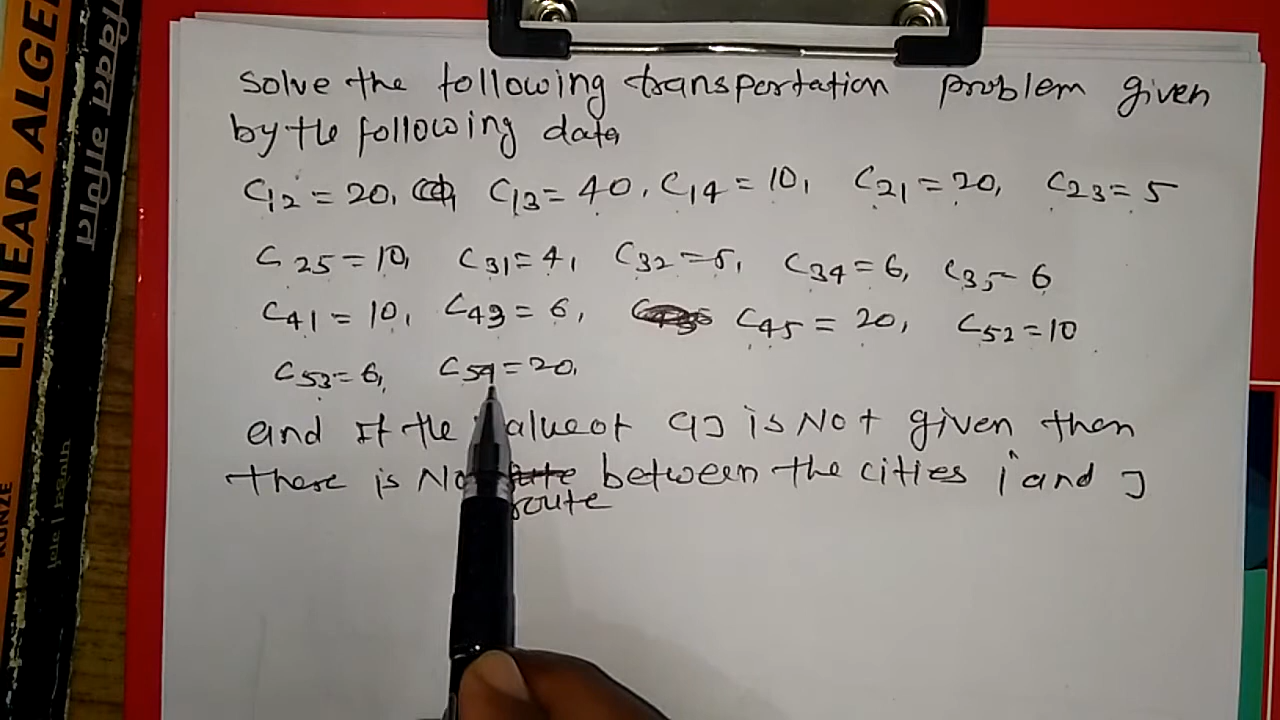 LINEAR ALGE
KUNZE
solve the following transportation problem given
by the following data
C12 = 20, C13 = 40, C14 = 10, C21 = 20, C23 = 5
C25 = 10, C31 = 4, C32 = 5, C34 = 6, C35 = 6
C41 = 10, C43 = 6, C45 = 20, C52 = 10
C53 = 6, C54 = 20,
and If the value of cij is Not given then
there is No route between the cities i and j